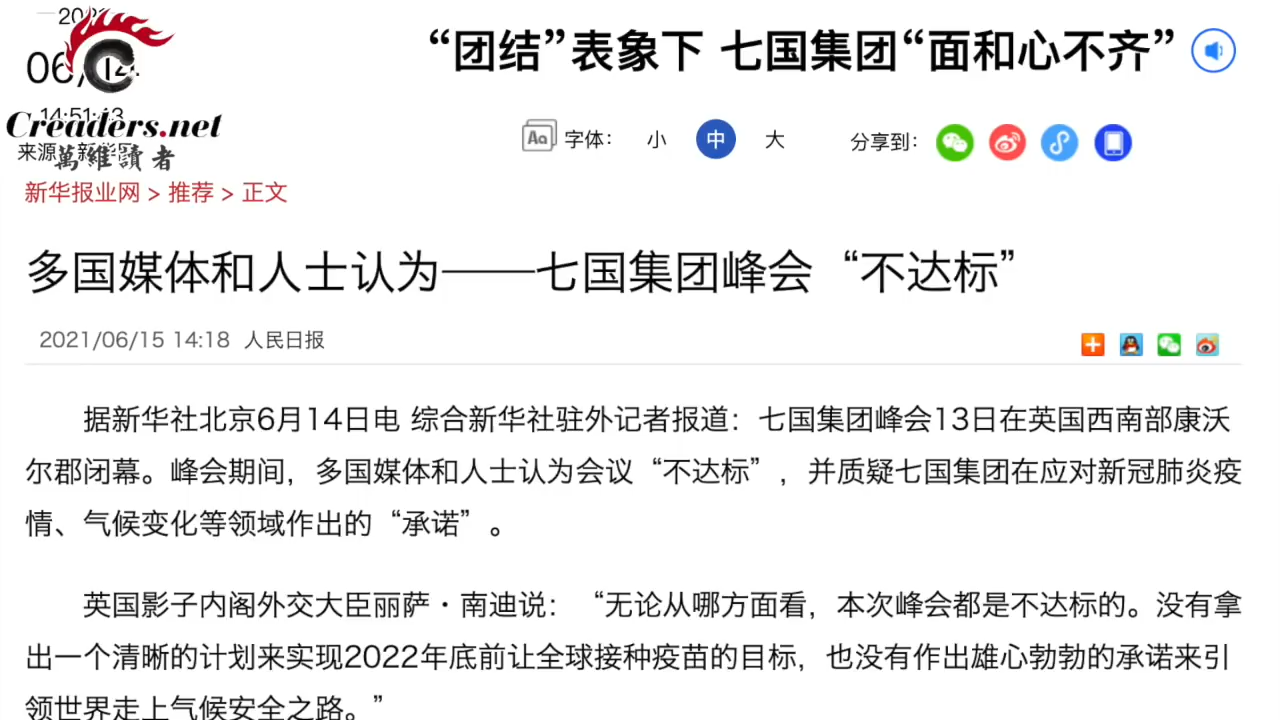 “团结”表象下 七国集团“面和心不齐”
06/
14:51:43
Creaders.net
来源
萬維讀者
Aa 字体： 小 中 大 分享到：
新华报业网 > 推荐 > 正文
多国媒体和人士认为——七国集团峰会“不达标”
2021/06/15 14:18 人民日报
据新华社北京6月14日电 综合新华社驻外记者报道：七国集团峰会13日在英国西南部康沃
尔郡闭幕。峰会期间，多国媒体和人士认为会议“不达标”，并质疑七国集团在应对新冠肺炎疫
情、气候变化等领域作出的“承诺”。
英国影子内阁外交大臣丽萨·南迪说：“无论从哪方面看，本次峰会都是不达标的。没有拿
出一个清晰的计划来实现2022年底前让全球接种疫苗的目标，也没有作出雄心勃勃的承诺来引
领世界走上气候安全之路。”